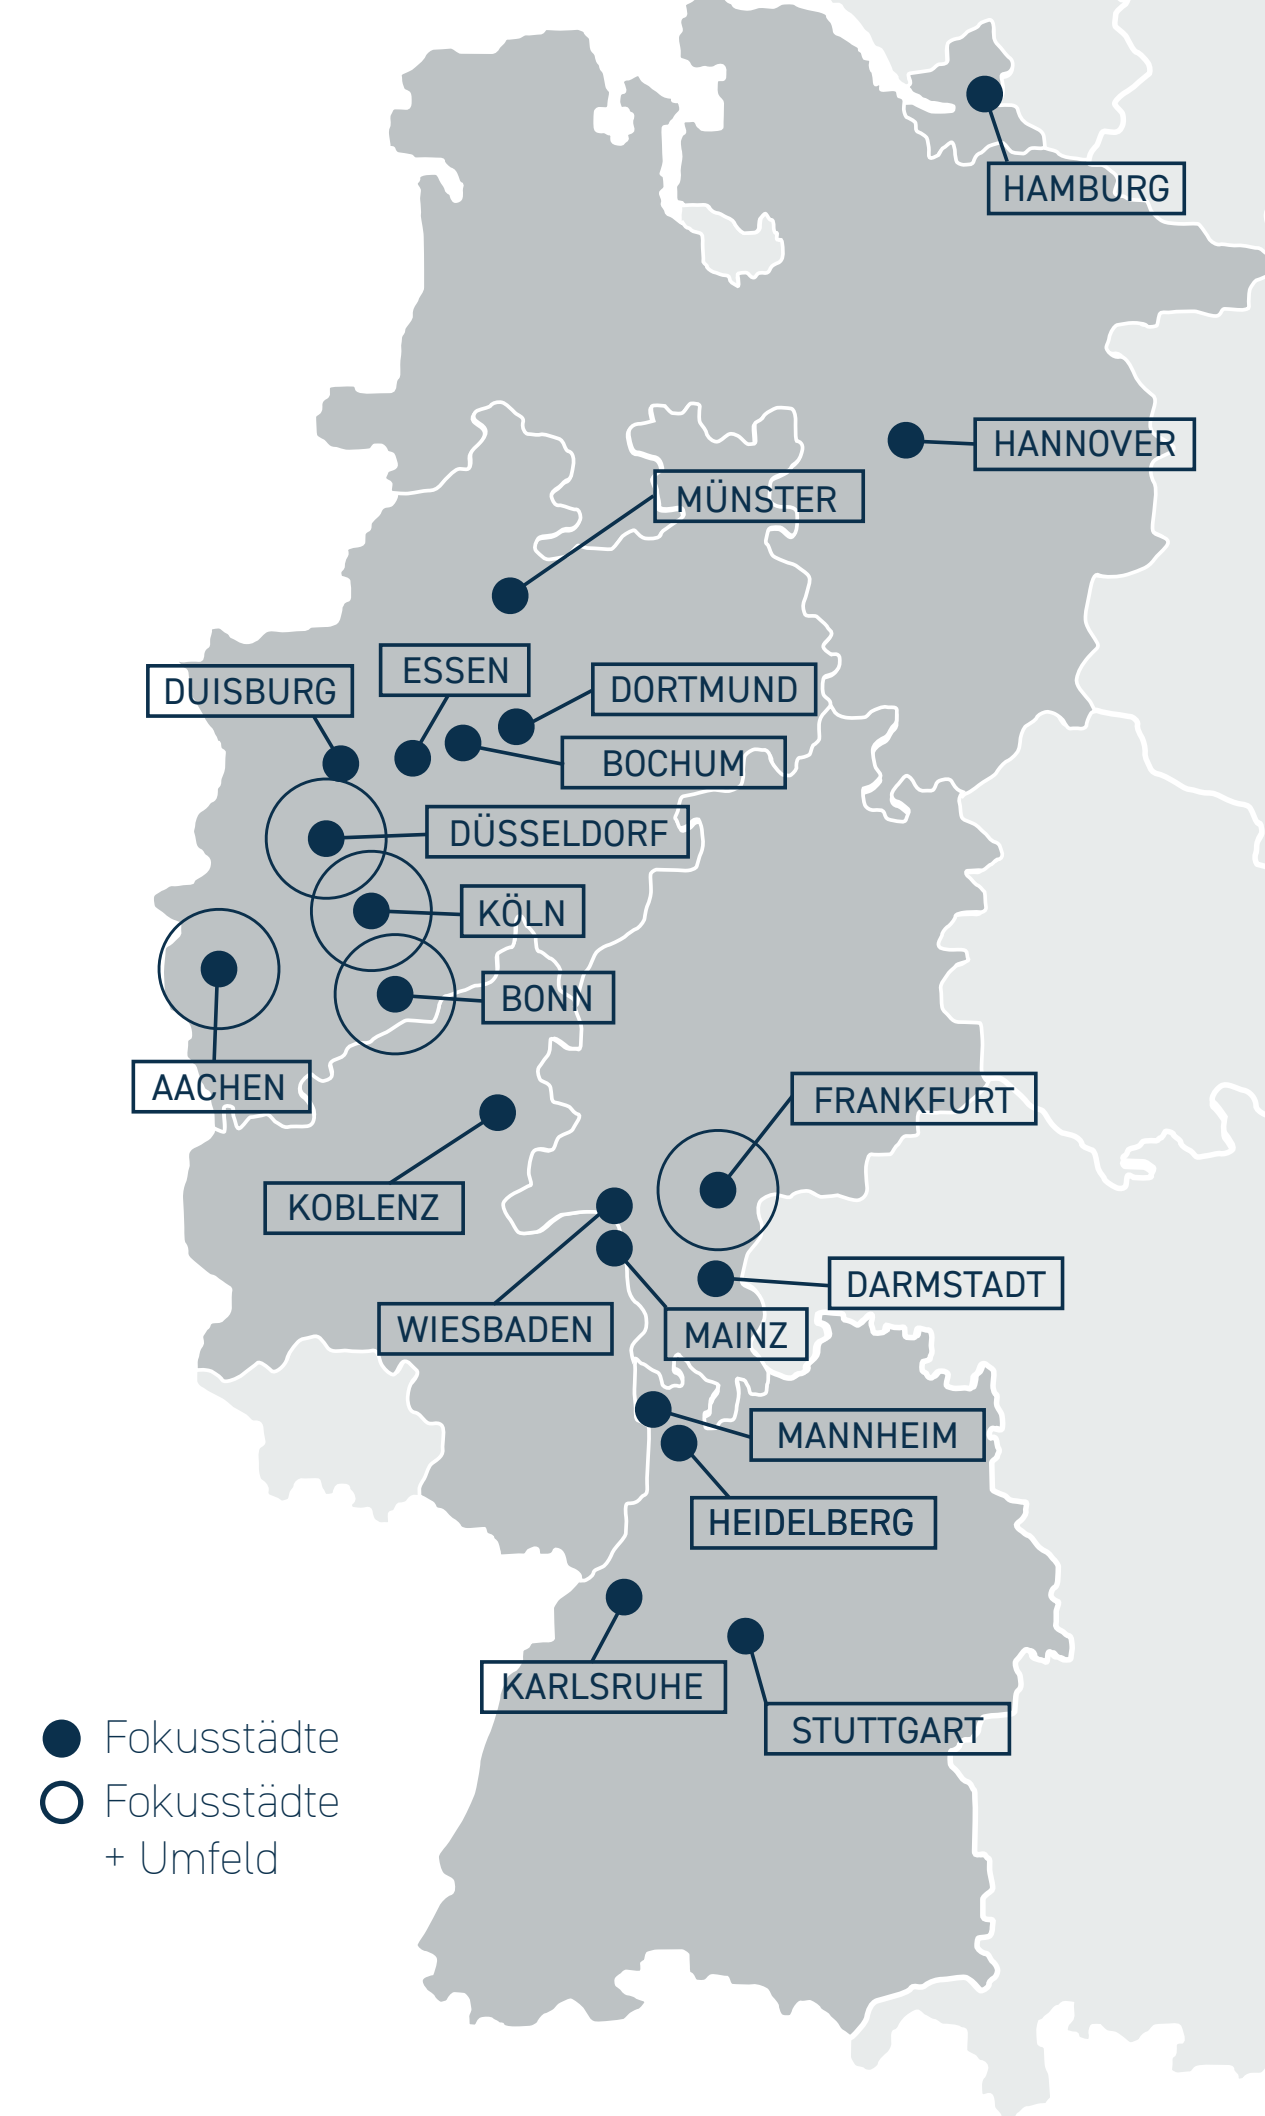 HAMBURG
HANNOVER
MÜNSTER
ESSEN
DUISBURG
DORTMUND
BOCHUM
DÜSSELDORF
KÖLN
BONN
AACHEN
FRANKFURT
KOBLENZ
DARMSTADT
WIESBADEN
MAINZ
MANNHEIM
HEIDELBERG
KARLSRUHE
STUTTGART
Fokusstädte
Fokusstädte
+ Umfeld